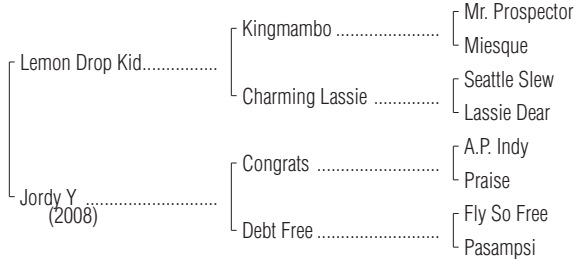 Mr. Prospector
Kingmambo ......................
Miesque
Lemon Drop Kid................
Seattle Slew
Charming Lassie ..............
Lassie Dear
A.P. Indy
Congrats ..........................
Praise
Jordy Y ............................
(2008)
Fly So Free
Debt Free ..........................
Pasampsi